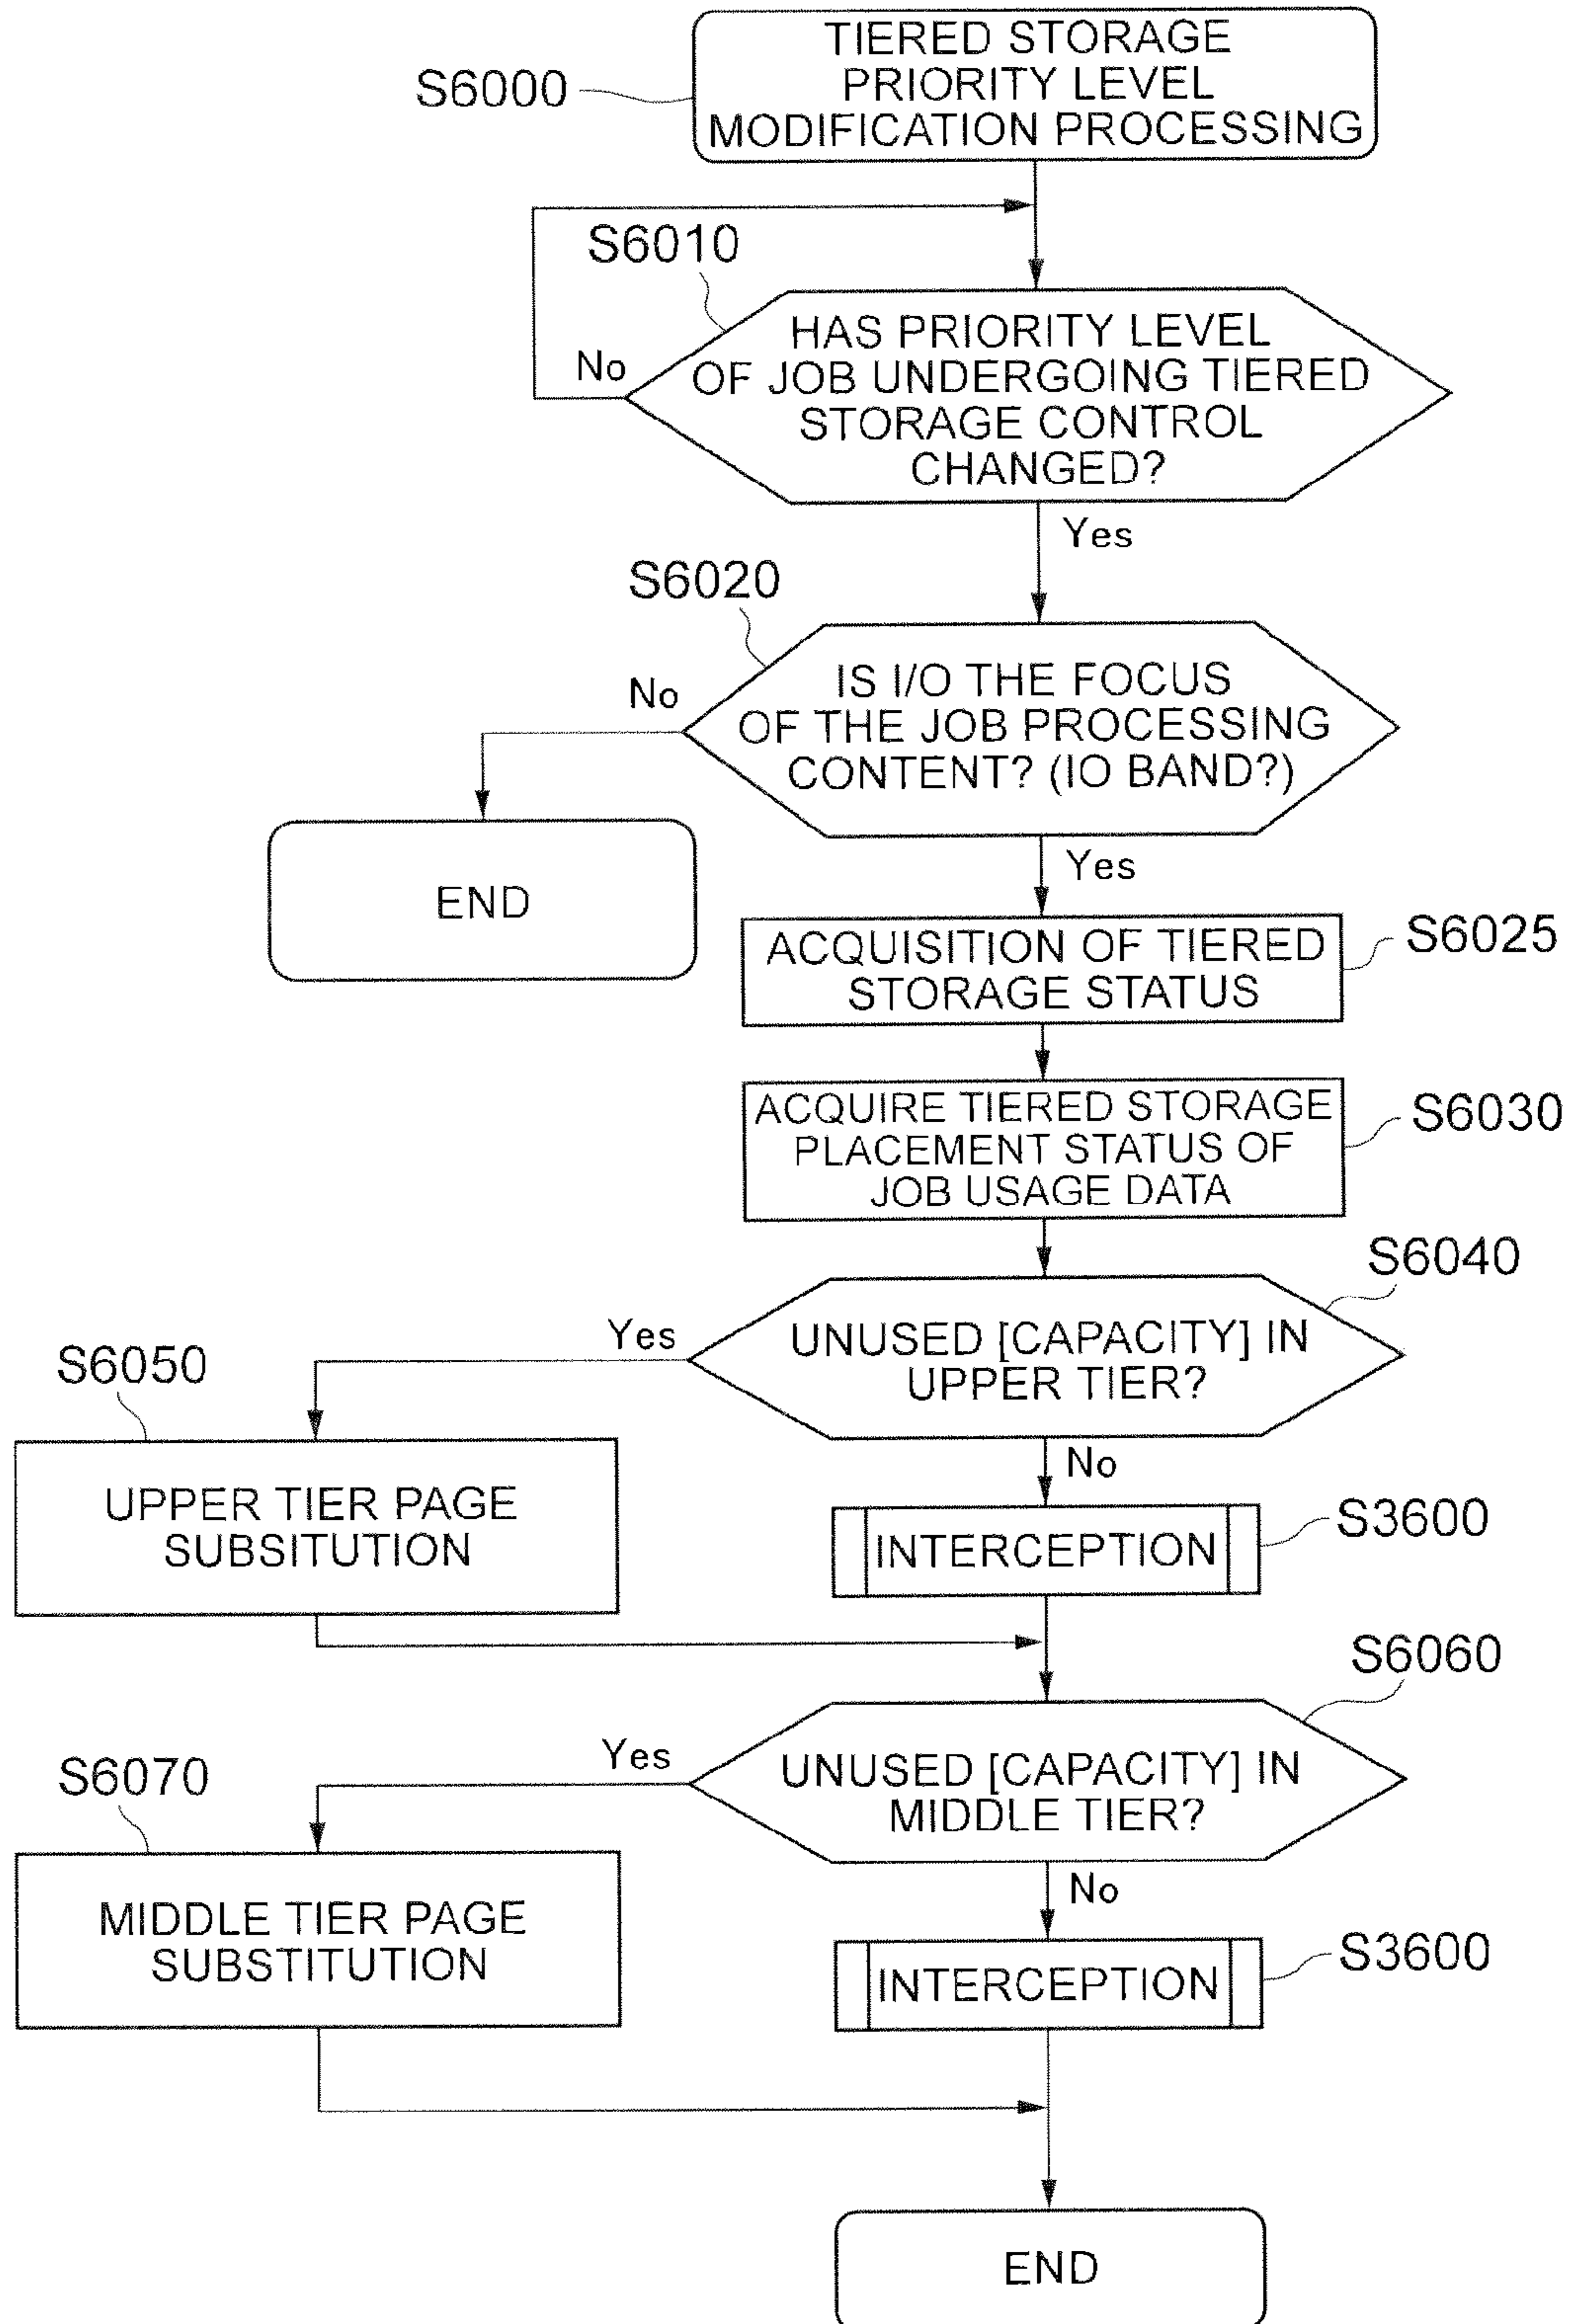 TIERED STORAGE
PRIORITY LEVEL
MODIFICATION PROCESSING
S6000
S6010
HAS PRIORITY LEVEL
OF JOB UNDERGOING TIERED
STORAGE CONTROL
CHANGED?
No
Yes
S6020
IS I/O THE FOCUS
OF THE JOB PROCESSING
CONTENT? (IO BAND?)
No
END
Yes
ACQUISITION OF TIERED
STORAGE STATUS
S6025
ACQUIRE TIERED STORAGE
PLACEMENT STATUS OF
JOB USAGE DATA
S6030
S6040
UNUSED [CAPACITY] IN
UPPER TIER?
Yes
S6050
UPPER TIER PAGE
SUBSITUTION
No
INTERCEPTION
S3600
S6060
UNUSED [CAPACITY] IN
MIDDLE TIER?
Yes
S6070
MIDDLE TIER PAGE
SUBSTITUTION
No
INTERCEPTION
S3600
END